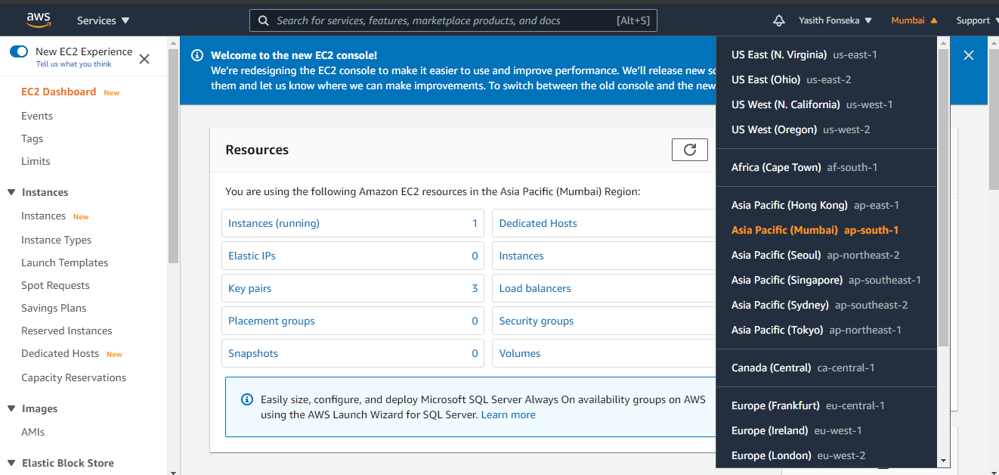 aws
Services
Search for services, features, marketplace products, and docs [Alt+S]
Yasith Fonseka
Mumbai
Support
New EC2 Experience
Tell us what you think
EC2 Dashboard New
Events
Tags
Limits
Instances
Instances New
Instance Types
Launch Templates
Spot Requests
Savings Plans
Reserved Instances
Dedicated Hosts New
Capacity Reservations
Images
AMIs
Elastic Block Store
Welcome to the new EC2 console!
We're redesigning the EC2 console to make it easier to use and improve performance. We'll release new
them and let us know where we can make improvements. To switch between the old console and the new
Resources
You are using the following Amazon EC2 resources in the Asia Pacific (Mumbai) Region:
Instances (running) 1
Dedicated Hosts
Elastic IPs 0
Instances
Key pairs 3
Load balancers
Placement groups 0
Security groups
Snapshots 0
Volumes
Easily size, configure, and deploy Microsoft SQL Server Always On availability groups on AWS
using the AWS Launch Wizard for SQL Server. Learn more
US East (N. Virginia) us-east-1
US East (Ohio) us-east-2
US West (N. California) us-west-1
US West (Oregon) us-west-2
Africa (Cape Town) af-south-1
Asia Pacific (Hong Kong) ap-east-1
Asia Pacific (Mumbai) ap-south-1
Asia Pacific (Seoul) ap-northeast-2
Asia Pacific (Singapore) ap-southeast-1
Asia Pacific (Sydney) ap-southeast-2
Asia Pacific (Tokyo) ap-northeast-1
Canada (Central) ca-central-1
Europe (Frankfurt) eu-central-1
Europe (Ireland) eu-west-1
Europe (London) eu-west-2